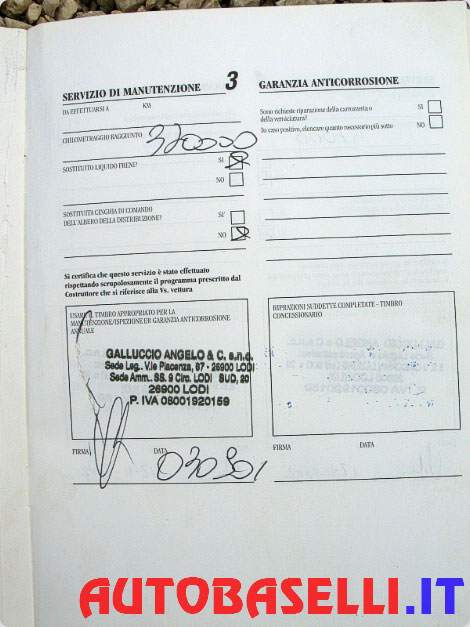 SERVIZIO DI MANUTENZIONE 3
DA EFFETTUARSI A KM
CHILOMETRAGGIO RAGGIUNTO 320000
SOSTITUITO LIQUIDO FRENI? SI
NO
SOSTITUITA CINGHIA DI COMANDO SI'
DELL'ALBERO DELLA DISTRIBUZIONE?
NO
Si certifica che questo servizio è stato effettuato
rispettando scrupolosamente il programma prescritto dal
Costruttore che si riferisce alla Vs. vettura
USARE IL TIMBRO APPROPRIATO PER LA
MANUTENZIONE/ISPEZIONE GARANZIA ANTICORROSIONE
ANNUALE
GALLUCCIO ANGELO & C. s.n.c.
Sede Leg.. V.le Piacenza, 87 - 26900 LODI
Sede Amm.. SS. 9 Circ. LODI SUD, 20
26900 LODI
P. IVA 08001920159
FIRMA DATA
GARANZIA ANTICORROSIONE
Sono richieste riparazione della carrozzeria o SI
della verniciatura?
In caso positivo, elencare quanto necessario più sotto NO
RIPRAZIONI SUDDETTE COMPLETATE - TIMBRO
CONCESSIONARIO
FIRMA DATA
AUTOBASELLI.IT